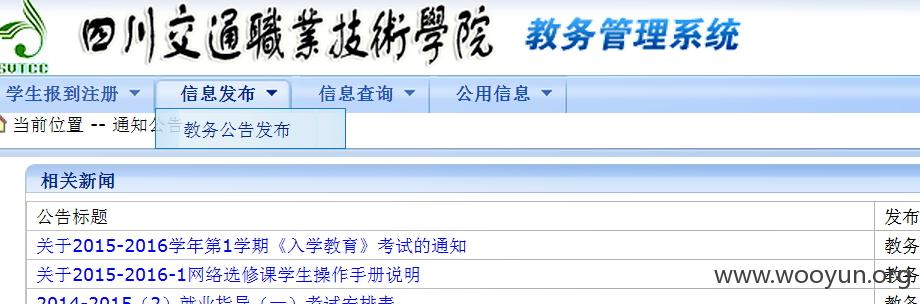 SVTCC 四川交通職業技術學院 教务管理系统
学生报到注册 信息发布 信息查询 公用信息
当前位置 -- 通知公告
教务公告发布
相关新闻
公告标题 发布
关于2015-2016学年第1学期《入学教育》考试的通知 教务
关于2015-2016-1网络选修课学生操作手册说明 教务
www.wooyun.org
2014-2015（2）就业指导（一）考试安排表